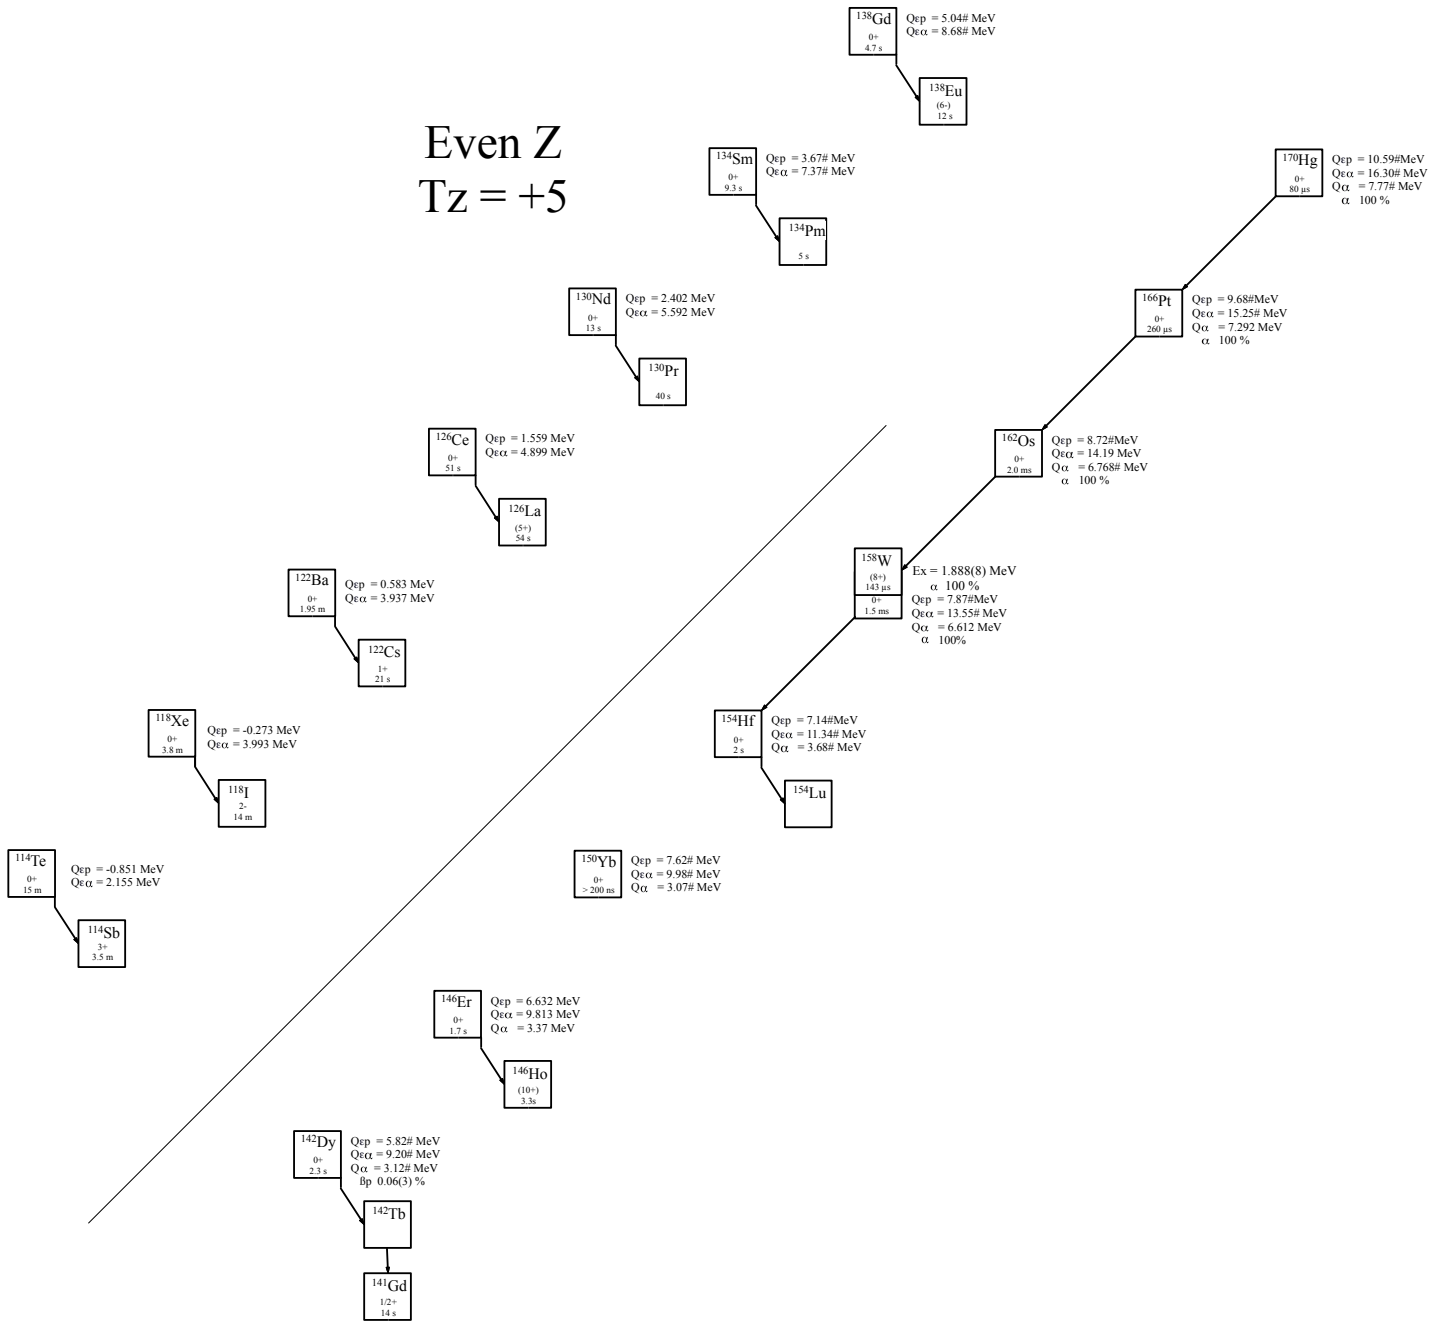 138Gd
0+
4.7 s
Qεp = 5.04# MeV
Qεα = 8.68# MeV
138Eu
(6-)
12 s
Even Z
Tz = +5
134Sm
0+
9.3 s
Qεp = 3.67# MeV
Qεα = 7.37# MeV
134Pm
5 s
170Hg
0+
80 µs
Qεp = 10.59#MeV
Qεα = 16.30# MeV
Qα = 7.77# MeV
α 100 %
130Nd
0+
13 s
Qεp = 2.402 MeV
Qεα = 5.592 MeV
130Pr
40 s
166Pt
0+
260 µs
Qεp = 9.68#MeV
Qεα = 15.25# MeV
Qα = 7.292 MeV
α 100 %
126Ce
0+
51 s
Qεp = 1.559 MeV
Qεα = 4.899 MeV
126La
(5+)
54 s
162Os
0+
2.0 ms
Qεp = 8.72#MeV
Qεα = 14.19 MeV
Qα = 6.768# MeV
α 100 %
122Ba
0+
1.95 m
Qεp = 0.583 MeV
Qεα = 3.937 MeV
122Cs
1+
21 s
158W
(8+)
143 µs
0+
1.5 ms
Ex = 1.888(8) MeV
α 100 %
Qεp = 7.87#MeV
Qεα = 13.55# MeV
Qα = 6.612 MeV
α 100%
118Xe
0+
3.8 m
Qεp = -0.273 MeV
Qεα = 3.993 MeV
118I
2-
14 m
154Hf
0+
2 s
Qεp = 7.14#MeV
Qεα = 11.34# MeV
Qα = 3.68# MeV
154Lu
114Te
0+
15 m
Qεp = -0.851 MeV
Qεα = 2.155 MeV
114Sb
3+
3.5 m
150Yb
0+
> 200 ns
Qεp = 7.62# MeV
Qεα = 9.98# MeV
Qα = 3.07# MeV
146Er
0+
1.7 s
Qεp = 6.632 MeV
Qεα = 9.813 MeV
Qα = 3.37 MeV
146Ho
(10+)
3.3s
142Dy
0+
2.3 s
Qεp = 5.82# MeV
Qεα = 9.20# MeV
Qα = 3.12# MeV
βp 0.06(3) %
142Tb
141Gd
1/2+
14 s